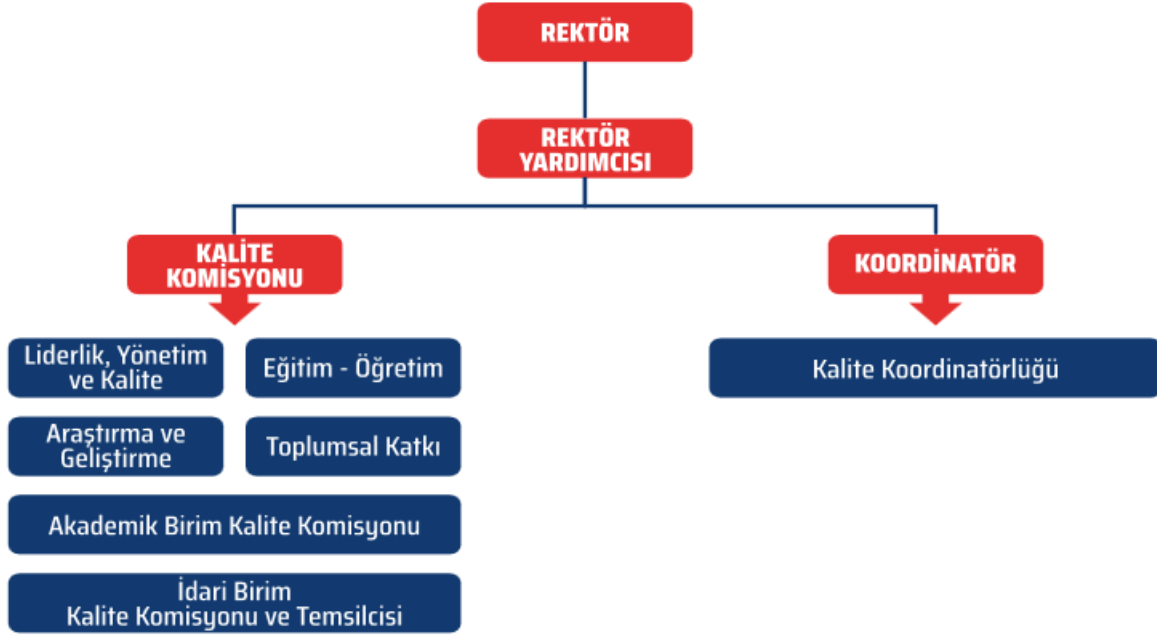 REKTÖR
REKTÖR
YARDIMCISI
KALİTE
KOMİSYONU
KOORDİNATÖR
Liderlik, Yönetim
ve Kalite
Eğitim - Öğretim
Kalite Koordinatörlüğü
Araştırma ve
Geliştirme
Toplumsal Katkı
Akademik Birim Kalite Komisyonu
İdari Birim
Kalite Komisyonu ve Temsilcisi